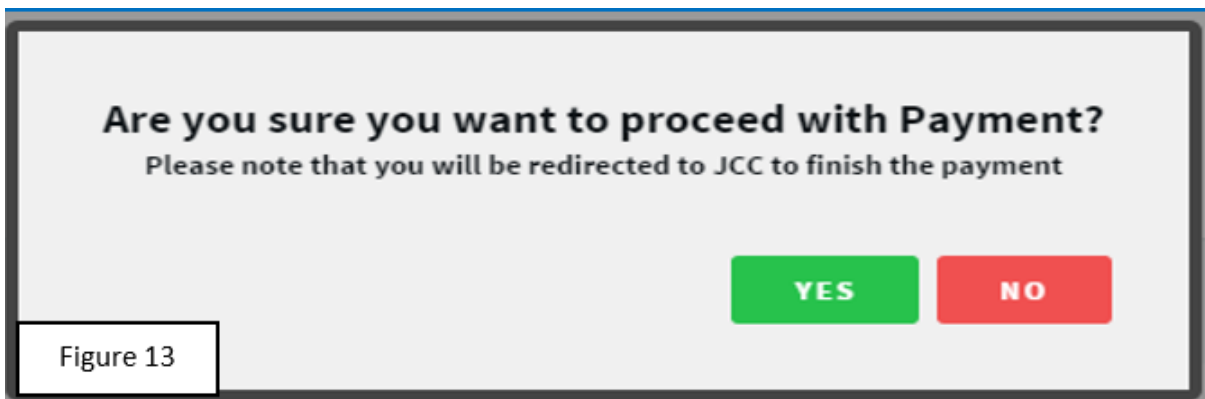 Are you sure you want to proceed with Payment?
Please note that you will be redirected to JCC to finish the payment
YES NO
Figure 13